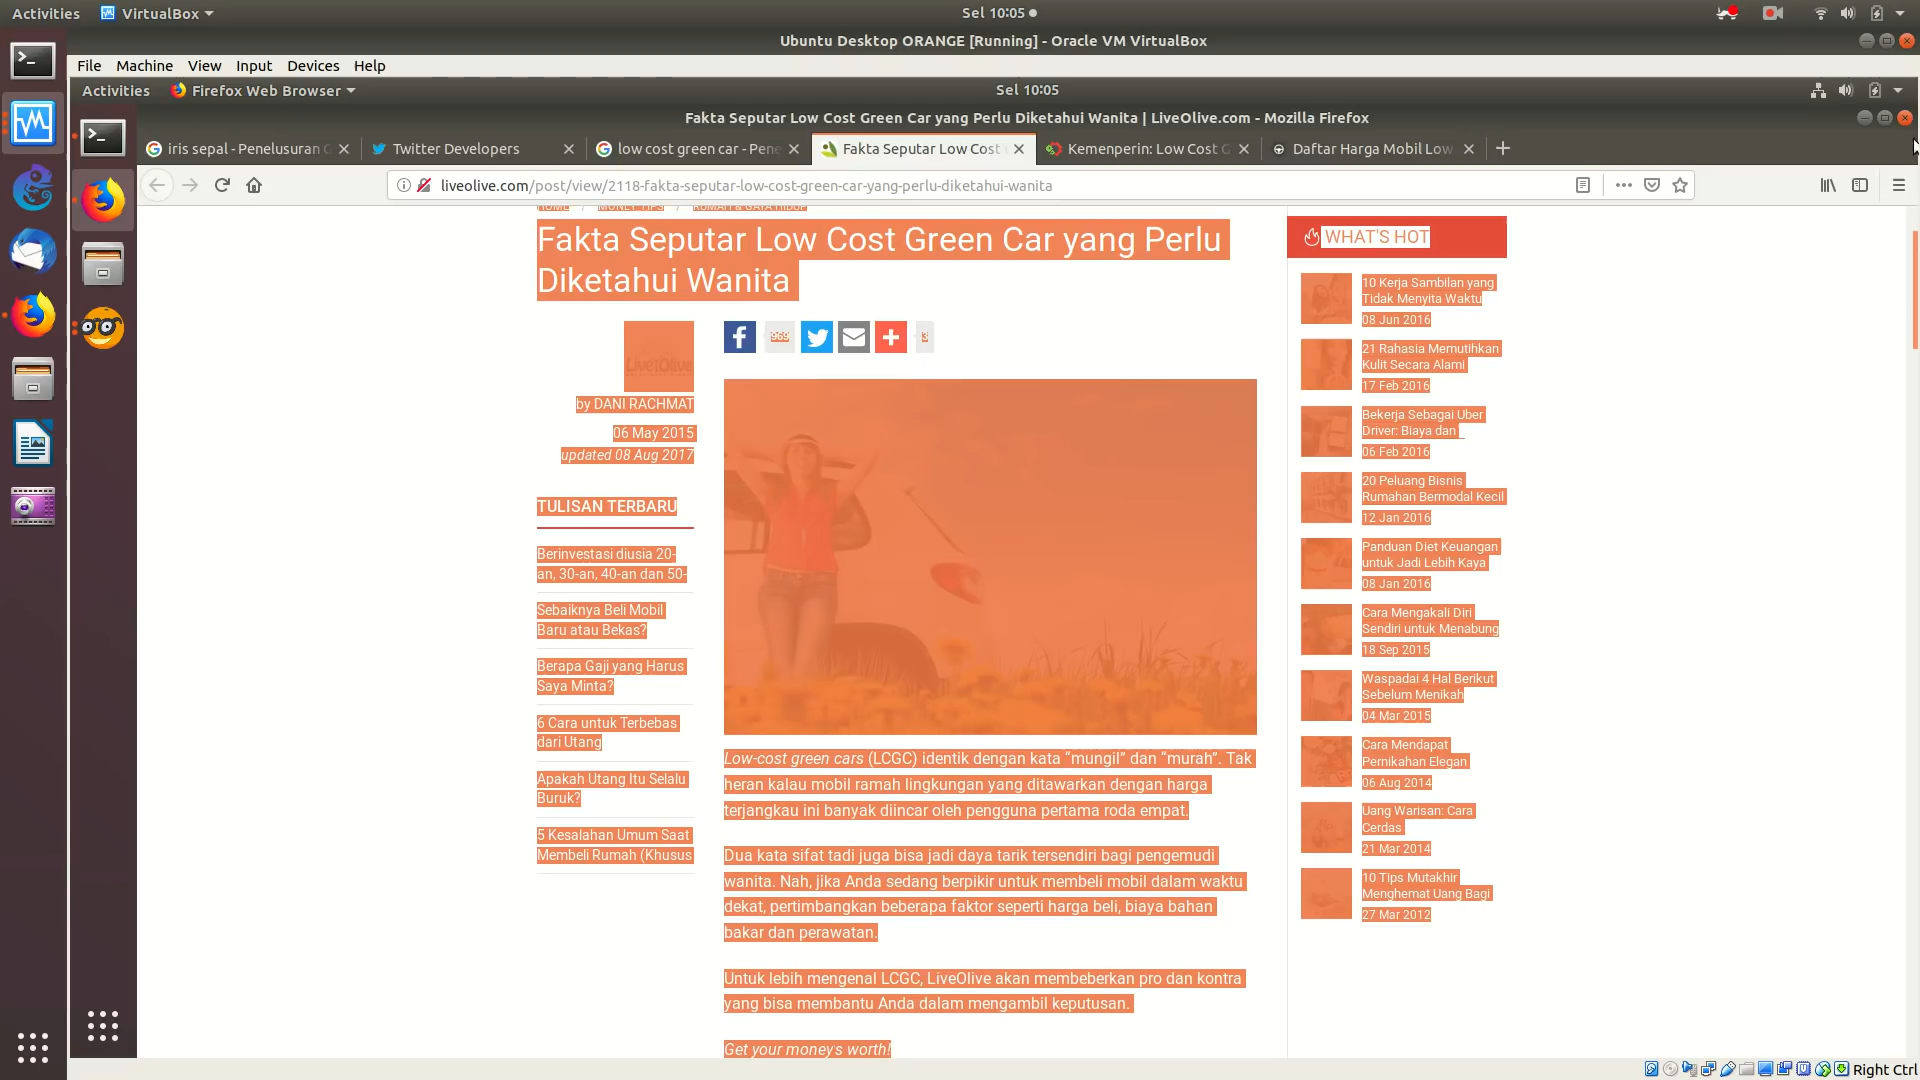 Activities
VirtualBox
Sel 10:05
Ubuntu Desktop ORANGE [Running] - Oracle VM VirtualBox
File Machine View Input Devices Help
Activities
Firefox Web Browser
Sel 10:05
Fakta Seputar Low Cost Green Car yang Perlu Diketahui Wanita | LiveOlive.com - Mozilla Firefox
iris sepal - Penelusuran G
Twitter Developers
low cost green car - Pene
Fakta Seputar Low Cost
Kemenperin: Low Cost G
Daftar Harga Mobil Low
liveolive.com/post/view/2118-fakta-seputar-low-cost-green-car-yang-perlu-diketahui-wanita
HOME / MONEY TIPS / RUMAH & GAYA HIDUP
Fakta Seputar Low Cost Green Car yang Perlu
Diketahui Wanita
LiveOlive
by DANI RACHMAT
06 May 2015
updated 08 Aug 2017
969
3
TULISAN TERBARU
Berinvestasi diusia 20-
an, 30-an, 40-an dan 50-
Sebaiknya Beli Mobil
Baru atau Bekas?
Berapa Gaji yang Harus
Saya Minta?
6 Cara untuk Terbebas
dari Utang
Apakah Utang Itu Selalu
Buruk?
5 Kesalahan Umum Saat
Membeli Rumah (Khusus
Low-cost green cars (LCGC) identik dengan kata “mungil” dan “murah”. Tak
heran kalau mobil ramah lingkungan yang ditawarkan dengan harga
terjangkau ini banyak diincar oleh pengguna pertama roda empat.
Dua kata sifat tadi juga bisa jadi daya tarik tersendiri bagi pengemudi
wanita. Nah, jika Anda sedang berpikir untuk membeli mobil dalam waktu
dekat, pertimbangkan beberapa faktor seperti harga beli, biaya bahan
bakar dan perawatan.
Untuk lebih mengenal LCGC, LiveOlive akan membeberkan pro dan kontra
yang bisa membantu Anda dalam mengambil keputusan.
Get your money's worth!
WHAT'S HOT
10 Kerja Sambilan yang
Tidak Menyita Waktu
08 Jun 2016
21 Rahasia Memutihkan
Kulit Secara Alami
17 Feb 2016
Bekerja Sebagai Uber
Driver: Biaya dan
06 Feb 2016
20 Peluang Bisnis
Rumahan Bermodal Kecil
12 Jan 2016
Panduan Diet Keuangan
untuk Jadi Lebih Kaya
08 Jan 2016
Cara Mengakali Diri
Sendiri untuk Menabung
18 Sep 2015
Waspadai 4 Hal Berikut
Sebelum Menikah
04 Mar 2015
Cara Mendapat
Pernikahan Elegan
06 Aug 2014
Uang Warisan: Cara
Cerdas
21 Mar 2014
10 Tips Mutakhir
Menghemat Uang Bagi
27 Mar 2012
Right Ctrl